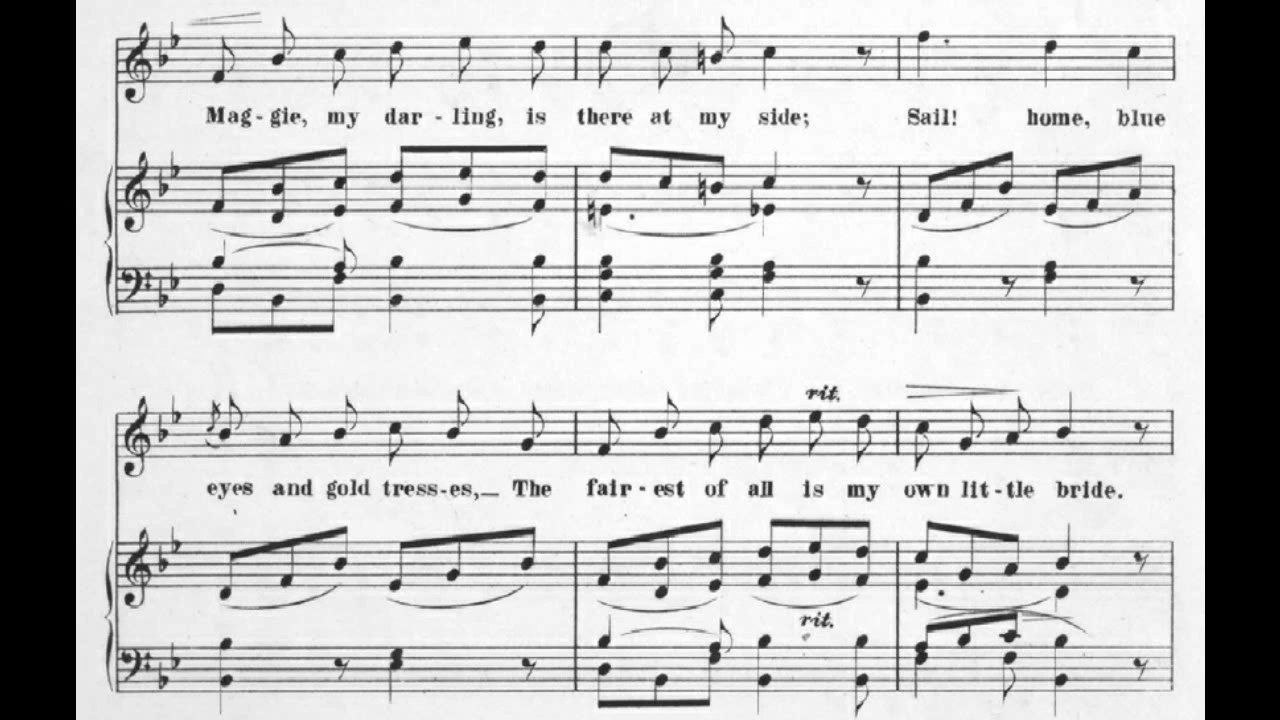 Mag-gie, my dar-ling, is there at my side; Sail! home, blue
rit.
eyes and gold tress-es,_ The fair-est of all is my own lit-tle bride.
rit.